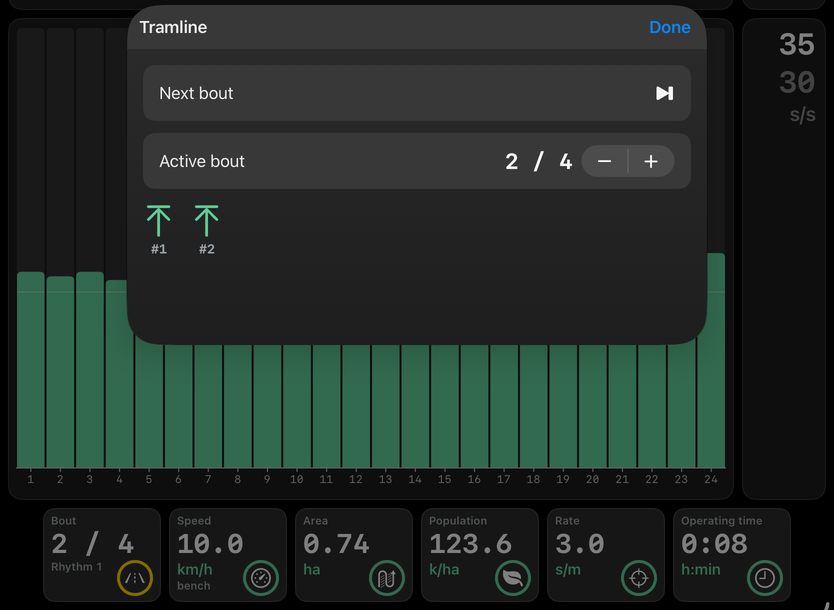 Tramline Done
35
30
s/s
Next bout
Active bout 2 / 4 − +
#1 #2
1 2 3 4 5 6 7 8 9 10 11 12 13 14 15 16 17 18 19 20 21 22 23 24
Bout Speed Area Population Rate Operating time
2 / 4 10.0 0.74 123.6 3.0 0:08
Rhythm 1 km/h ha k/ha s/m h:min
bench